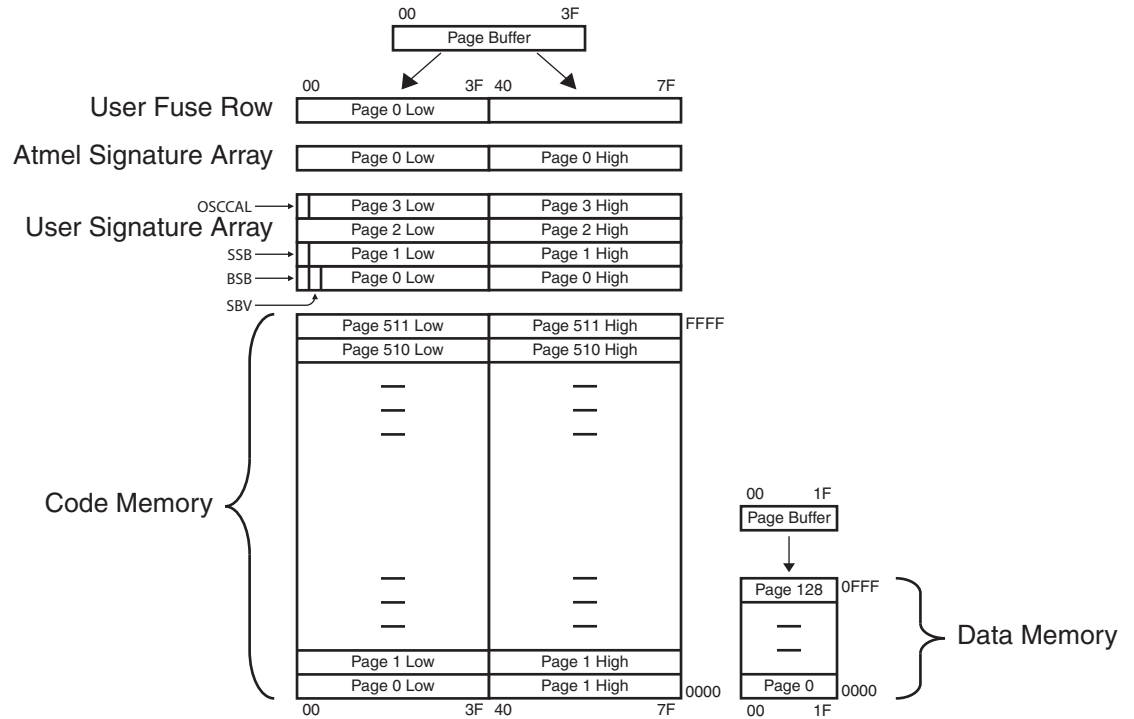 00 3F
Page Buffer
00 3F 40 7F
User Fuse Row Page 0 Low
Atmel Signature Array Page 0 Low Page 0 High
OSCCAL Page 3 Low Page 3 High
User Signature Array Page 2 Low Page 2 High
SSB Page 1 Low Page 1 High
BSB Page 0 Low Page 0 High
SBV
Page 511 Low Page 511 High FFFF
Page 510 Low Page 510 High
Code Memory
00 1F
Page Buffer
Page 128 0FFF
Data Memory
Page 1 Low Page 1 High
Page 0 Low Page 1 High 0000 Page 0 0000
00 3F 40 7F 00 1F